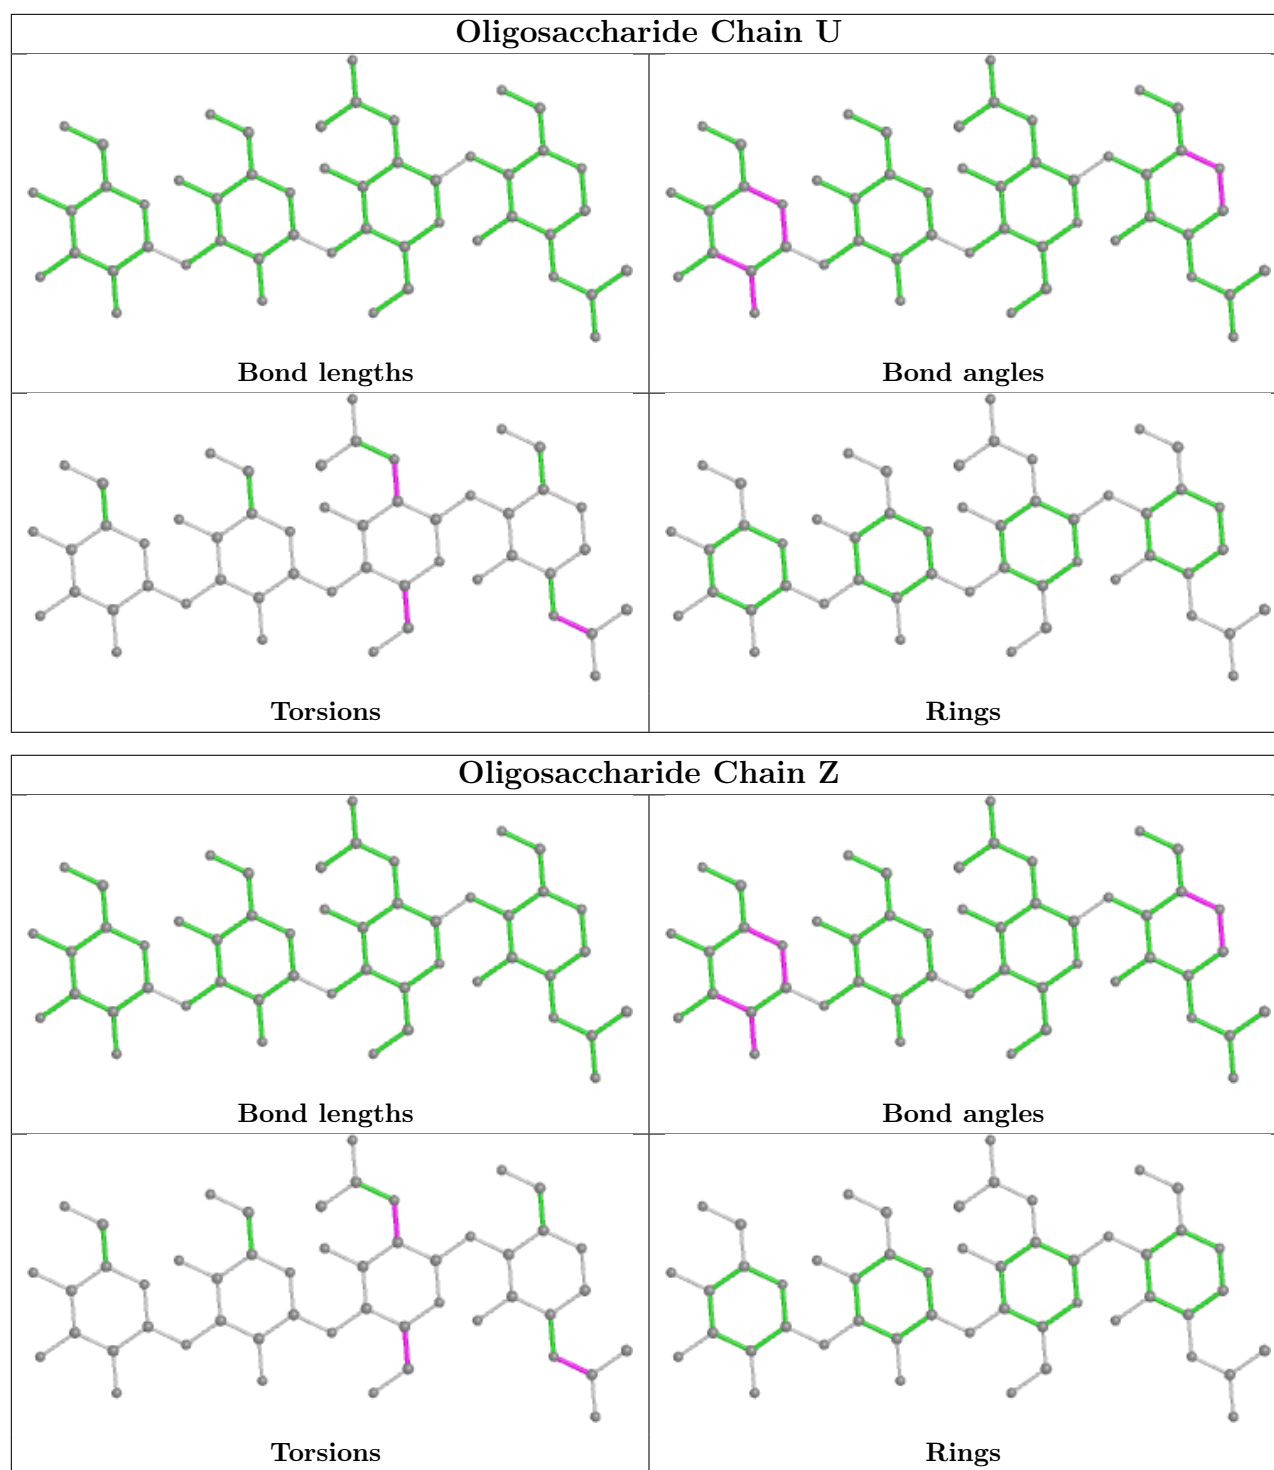 Oligosaccharide Chain U
Bond lengths
Bond angles
Torsions
Rings
Oligosaccharide Chain Z
Bond lengths
Bond angles
Torsions
Rings